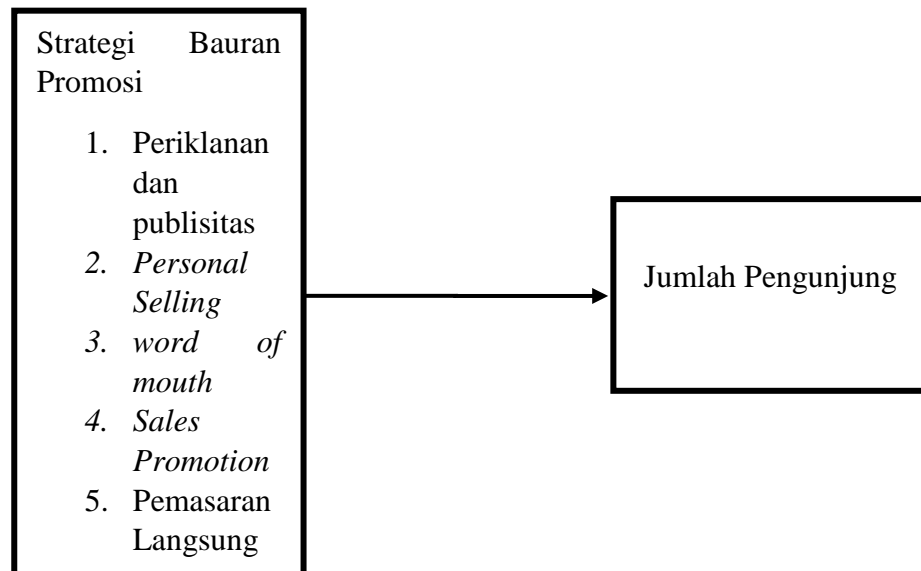 Strategi Bauran
Promosi
1. Periklanan
dan
publisitas
2. Personal
Selling
3. word of
mouth
4. Sales
Promotion
5. Pemasaran
Langsung
Jumlah Pengunjung